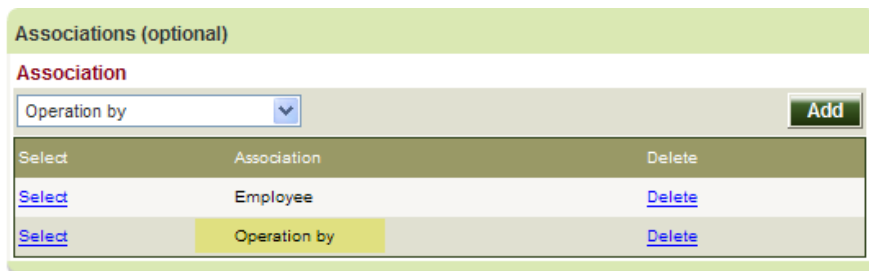 Associations (optional)
Association
Operation by Add
Select Association Delete
Select Employee Delete
Select Operation by Delete